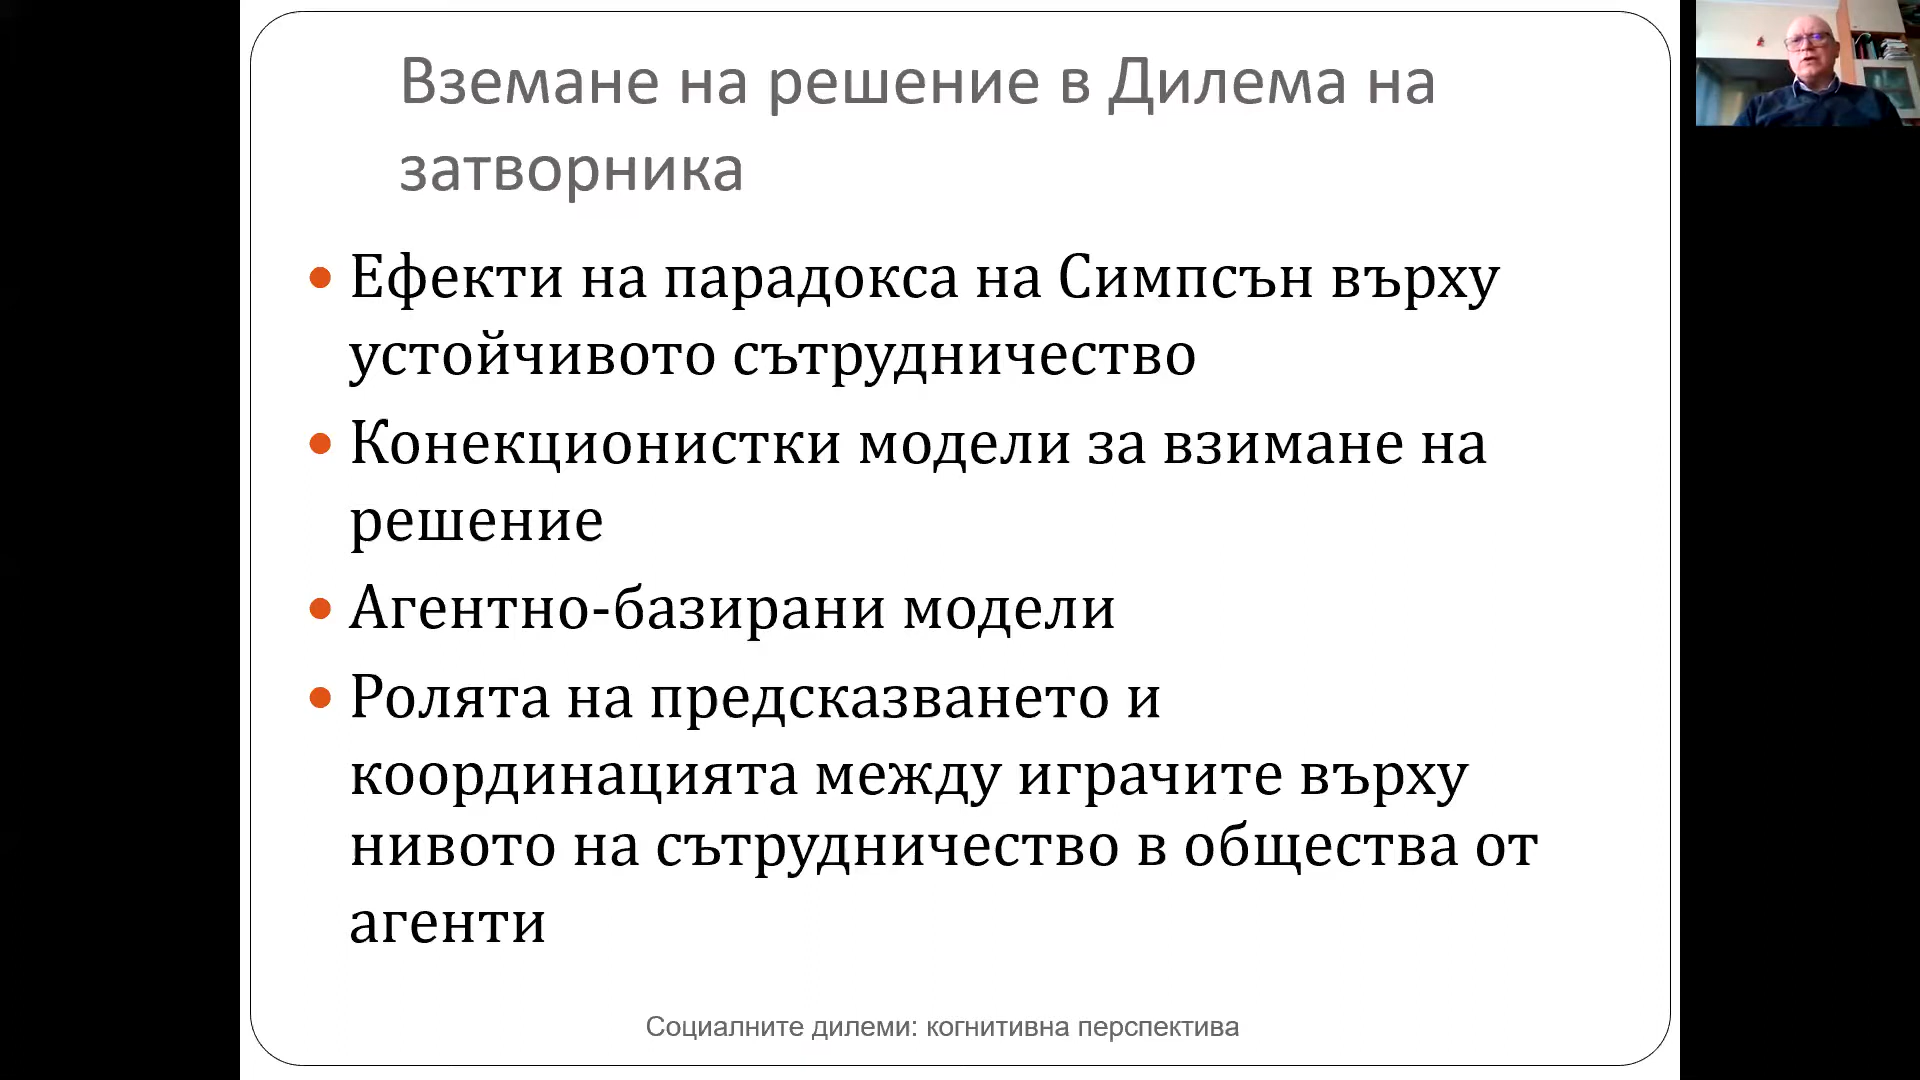 Вземане на решение в Дилема на
затворника
• Ефекти на парадокса на Симпсън върху
устойчивото сътрудничество
• Конекционистки модели за взимане на
решение
• Агентно-базирани модели
• Ролята на предсказването и
координацията между играчите върху
нивото на сътрудничество в общества от
агенти
Социалните дилеми: когнитивна перспектива